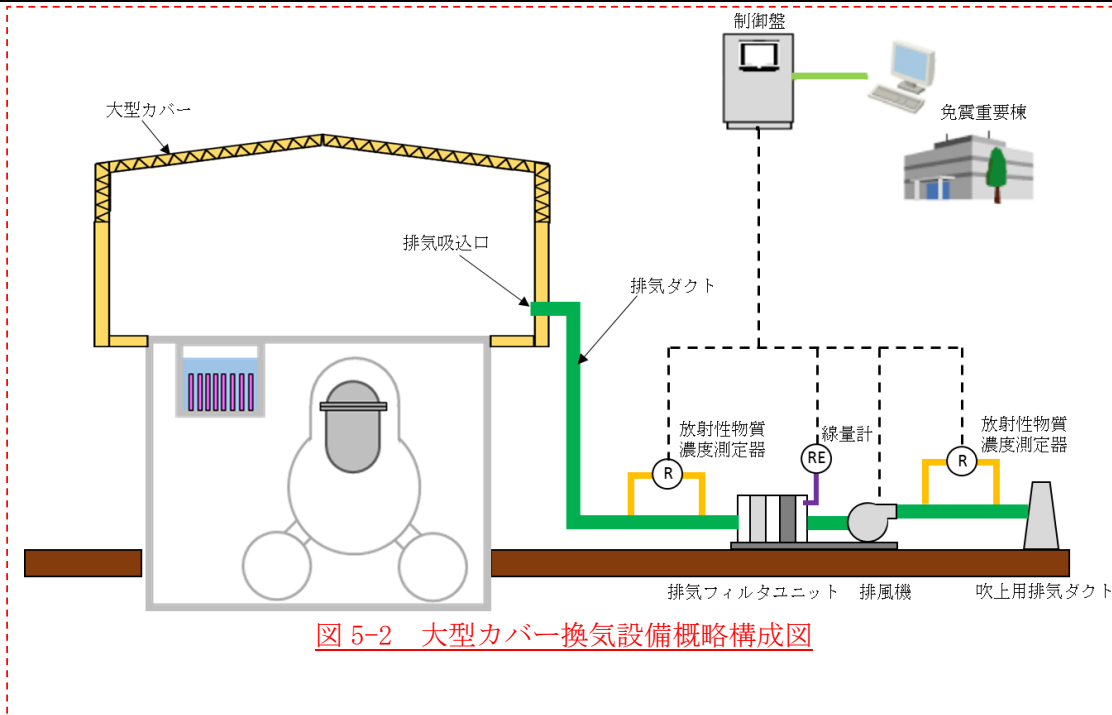 制御盤
大型カバー
免震重要棟
排気吸込口
排気ダクト
放射性物質
濃度測定器
線量計
放射性物質
濃度測定器
R
RE
R
排気フィルタユニット
排風機
吹上用排気ダクト
図 5-2 大型カバー換気設備概略構成図